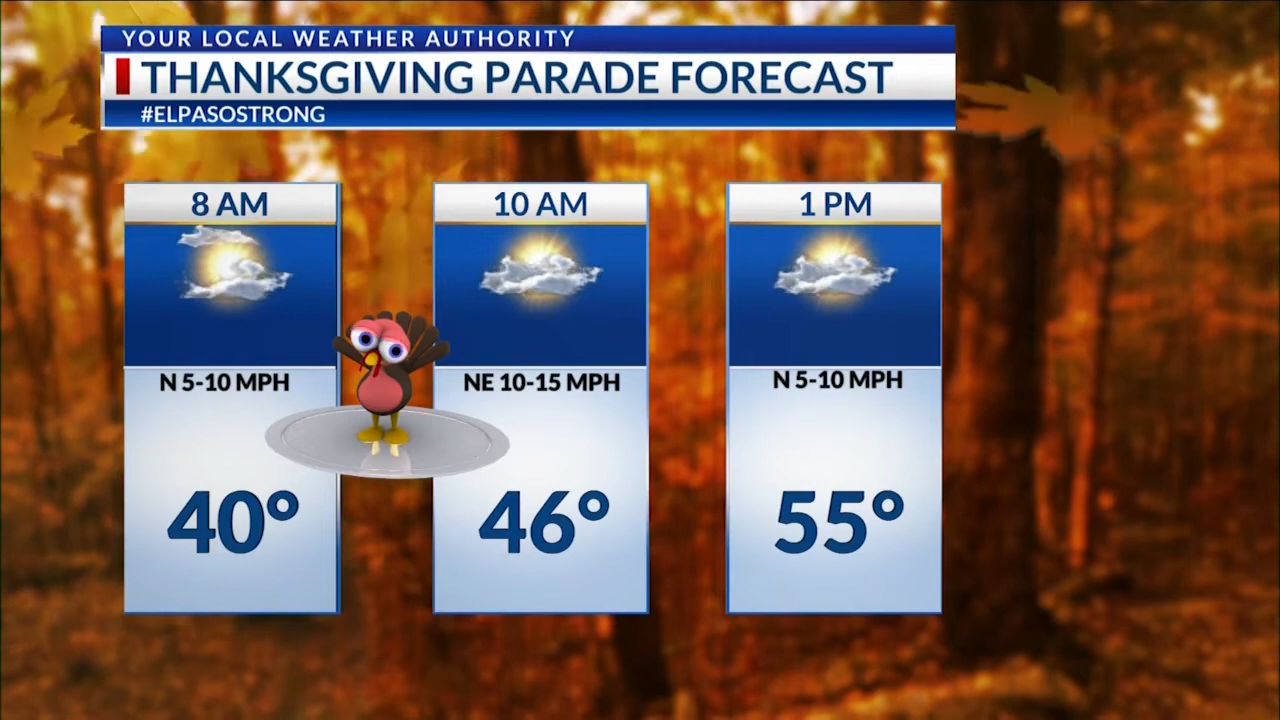 YOUR LOCAL WEATHER AUTHORITY
THANKSGIVING PARADE FORECAST
#ELPASOSTRONG
8 AM
N 5-10 MPH
40°
10 AM
NE 10-15 MPH
46°
1 PM
N 5-10 MPH
55°